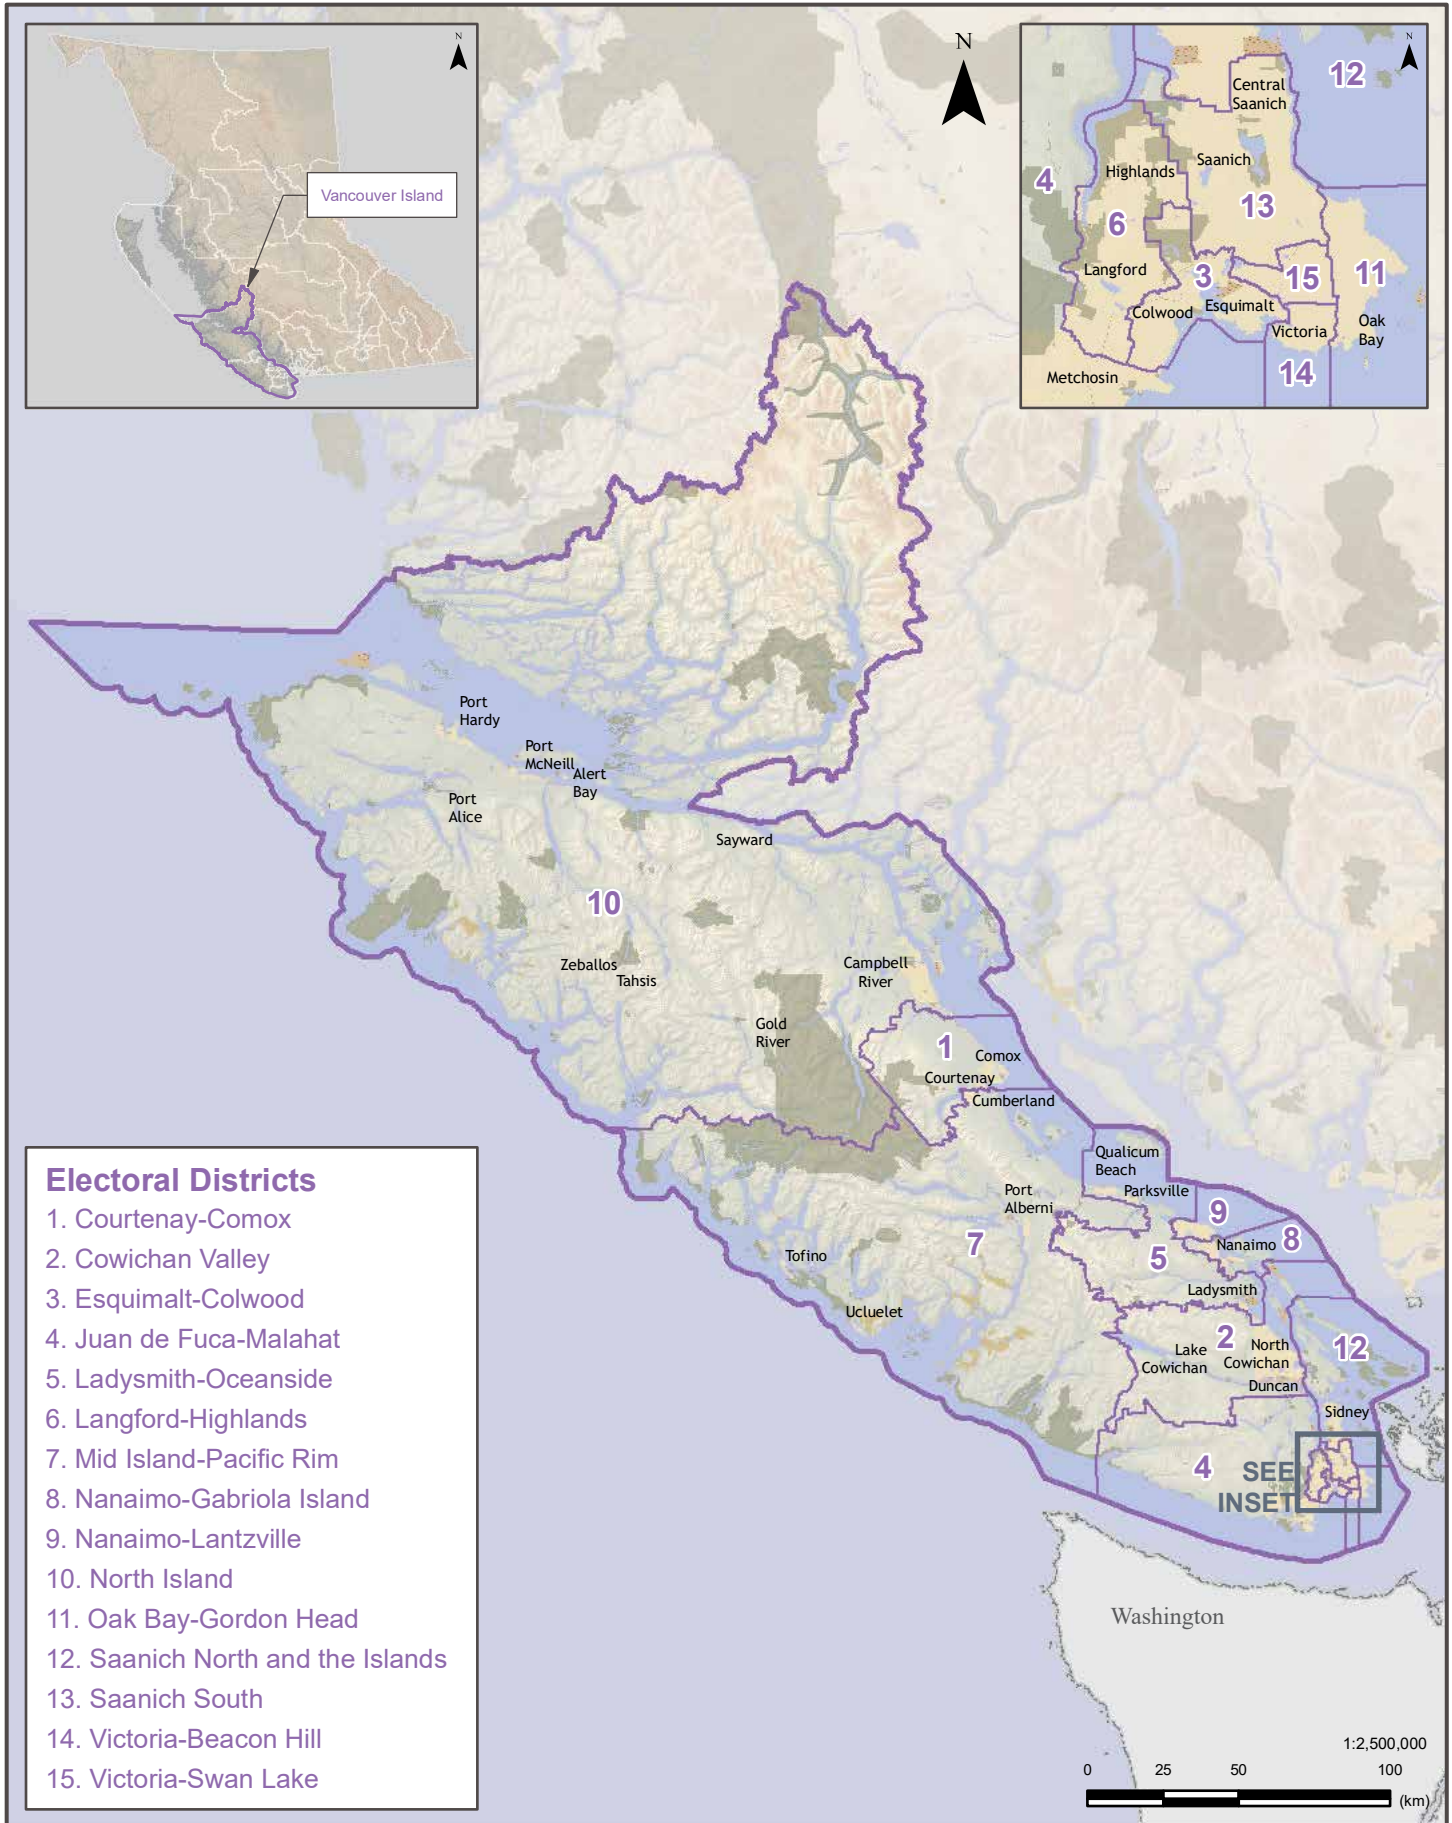 N
Vancouver Island
N
N
12
Central
Saanich
Saanich
Highlands
4
13
6
Langford
3
15
11
Colwood
Esquimalt
Victoria
Oak
Bay
14
Metchosin
Port
Hardy
Port
McNeill
Alert
Bay
Port
Alice
Sayward
10
Zeballos
Tahsis
Campbell
River
Gold
River
1
Comox
Courtenay
Cumberland
Qualicum
Beach
Parksville
Port
Alberni
9
7
Nanaimo
8
5
Tofino
Ladysmith
Ucluelet
2
Lake
Cowichan
North
Cowichan
12
Duncan
Sidney
4
SEE
INSET
Washington
Electoral Districts
1. Courtenay-Comox
2. Cowichan Valley
3. Esquimalt-Colwood
4. Juan de Fuca-Malahat
5. Ladysmith-Oceanside
6. Langford-Highlands
7. Mid Island-Pacific Rim
8. Nanaimo-Gabriola Island
9. Nanaimo-Lantzville
10. North Island
11. Oak Bay-Gordon Head
12. Saanich North and the Islands
13. Saanich South
14. Victoria-Beacon Hill
15. Victoria-Swan Lake
1:2,500,000
0 25 50 100
(km)